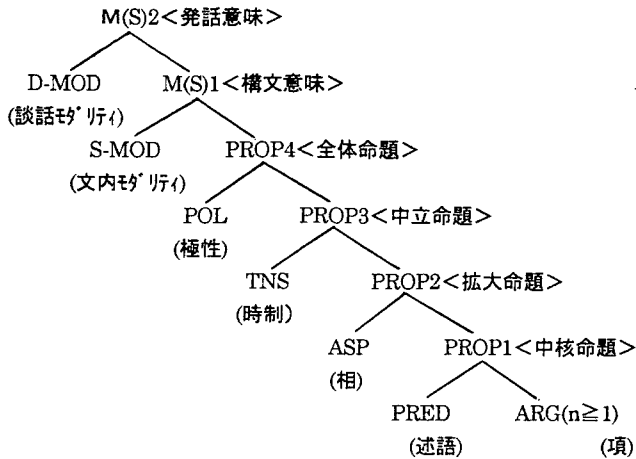 M(S)2＜発話意味＞
D-MOD M(S)1＜構文意味＞
(談話ﾓﾀﾞﾘﾃｨ)
S-MOD PROP4＜全体命題＞
(文内ﾓﾀﾞﾘﾃｨ)
POL PROP3＜中立命題＞
(極性)
TNS PROP2＜拡大命題＞
(時制)
ASP PROP1＜中核命題＞
(相)
PRED ARG(n≧1)
(述語) (項)